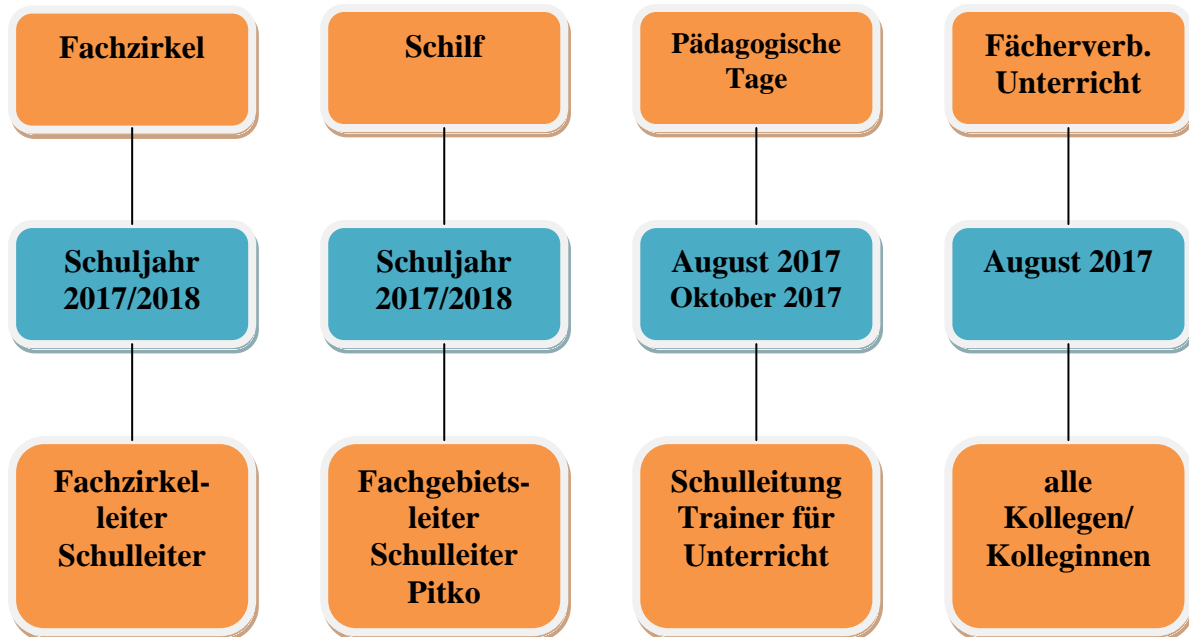 Fachzirkel
Schilf
Pädagogische
Tage
Fächerverb.
Unterricht
Schuljahr
2017/2018
Schuljahr
2017/2018
August 2017
Oktober 2017
August 2017
Fachzirkel-
leiter
Schulleiter
Fachgebiets-
leiter
Schulleiter
Pitko
Schulleitung
Trainer für
Unterricht
alle
Kollegen/
Kolleginnen